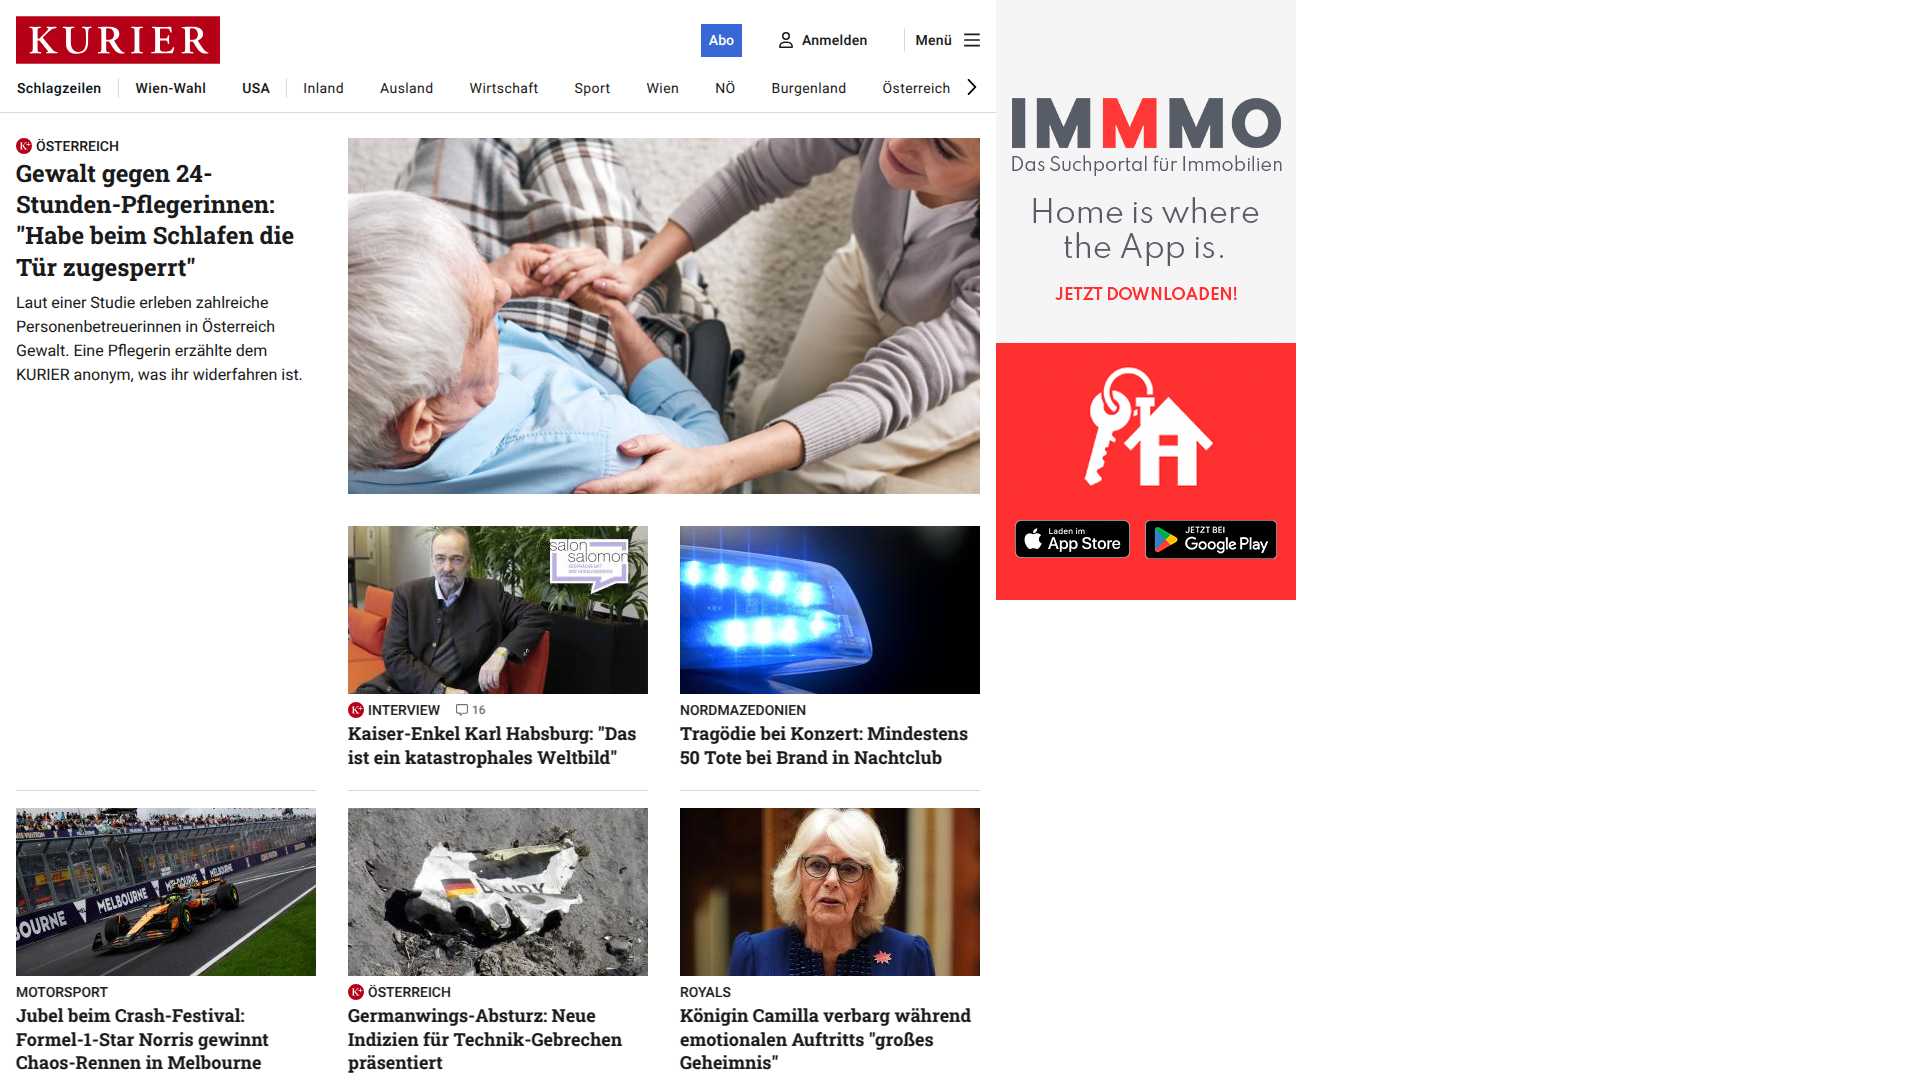 KURIER
Abo
Anmelden
Menü
Schlagzeilen
Wien-Wahl
USA
Inland
Ausland
Wirtschaft
Sport
Wien
NÖ
Burgenland
Österreich
K+ ÖSTERREICH
Gewalt gegen 24-
Stunden-Pflegerinnen:
"Habe beim Schlafen die
Tür zugesperrt"
Laut einer Studie erleben zahlreiche
Personenbetreuerinnen in Österreich
Gewalt. Eine Pflegerin erzählte dem
KURIER anonym, was ihr widerfahren ist.
salon
salomon
K+ INTERVIEW 16
Kaiser-Enkel Karl Habsburg: "Das
ist ein katastrophales Weltbild"
NORDMAZEDONIEN
Tragödie bei Konzert: Mindestens
50 Tote bei Brand in Nachtclub
MELBOURNE
MELBOURNE
MOTORSPORT
Jubel beim Crash-Festival:
Formel-1-Star Norris gewinnt
Chaos-Rennen in Melbourne
K+ ÖSTERREICH
Germanwings-Absturz: Neue
Indizien für Technik-Gebrechen
präsentiert
ROYALS
Königin Camilla verbarg während
emotionalen Auftritts "großes
Geheimnis"
IMMMO
Das Suchportal für Immobilien
Home is where
the App is.
JETZT DOWNLOADEN!
Laden im
App Store
JETZT BEI
Google Play